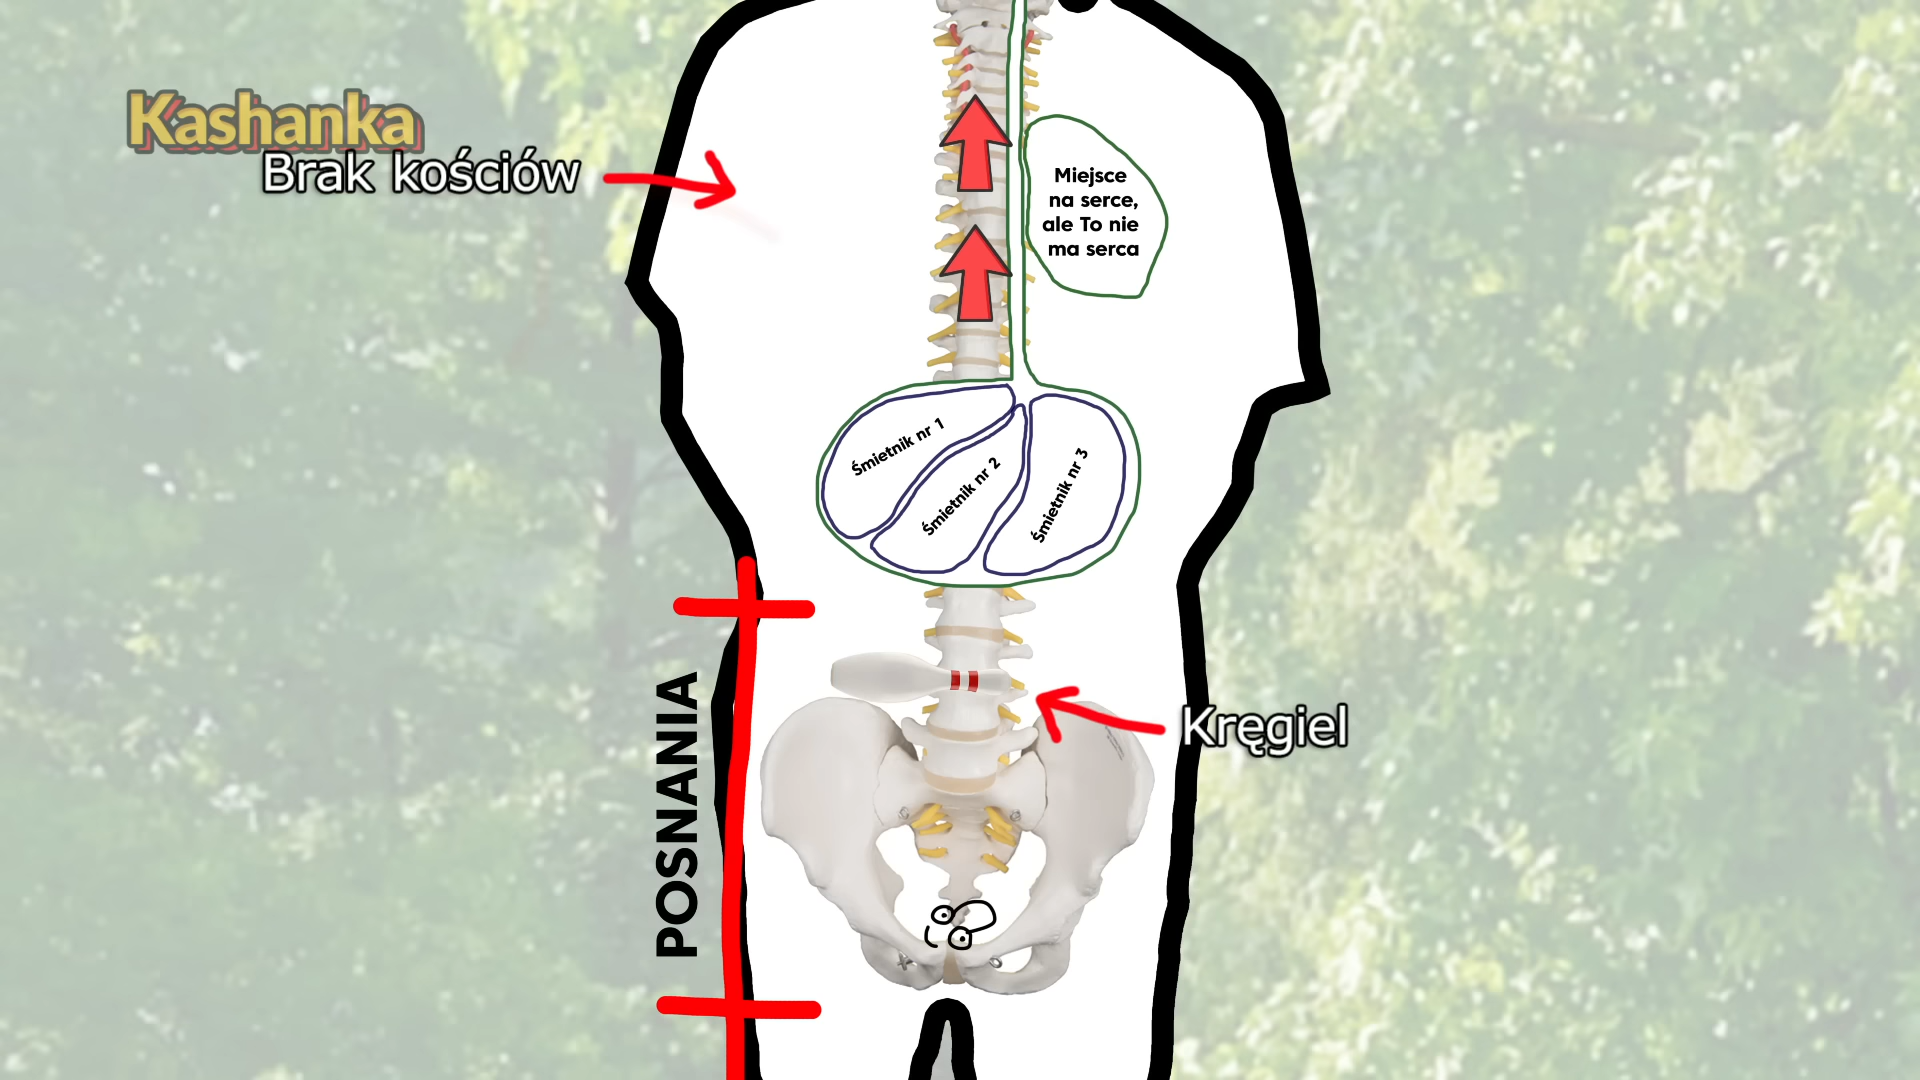 Kashanka
Brak kościów
Miejsce
na serce,
ale To nie
ma serca
Śmietnik nr 1
Śmietnik nr 2
Śmietnik nr 3
POSNANIA
Kręgiel